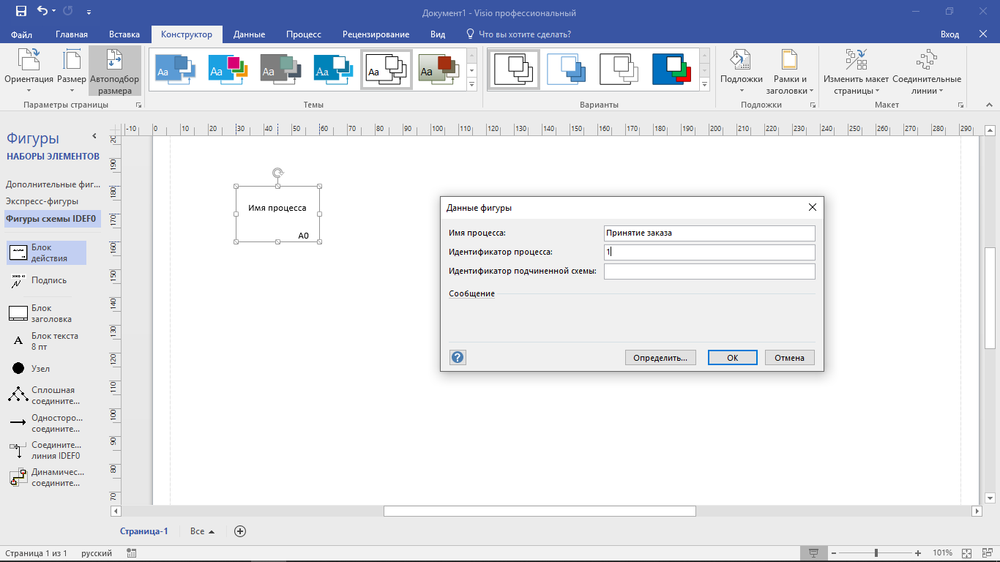 Документ1 - Visio профессиональный
Файл
Главная
Вставка
Конструктор
Данные
Процесс
Рецензирование
Вид
Что вы хотите сделать?
Вход
Ориентация
Размер
Автоподбор
размера
Параметры страницы
Aa
Aa
Aa
Aa
Aa
Aa
Темы
Варианты
Подложки
Рамки и
заголовки
Подложки
Изменить макет
страницы
Соединительные
линии
Макет
Фигуры
НАБОРЫ ЭЛЕМЕНТОВ
Дополнительные фиг...
Экспресс-фигуры
Фигуры схемы IDEF0
Блок
действия
Подпись
Блок
заголовка
A
Блок текста
8 пт
Узел
Сплошная
соедините...
Односторо...
соедините...
Соедините...
линия IDEF0
Динамичес...
соедините...
-10 0 10 20 30 40 50 60 70 80 90 100 110 120 130 140 150 160 170 180 190 200 210 220 230 240 250 260 270 280 290
190
180
170
160
150
140
130
120
110
100
90
80
70
Имя процесса
A0
Данные фигуры
Имя процесса:
Принятие заказа
Идентификатор процесса:
1
Идентификатор подчиненной схемы:
Сообщение
?
Определить...
ОК
Отмена
Страница-1
Все
Страница 1 из 1
русский
101%